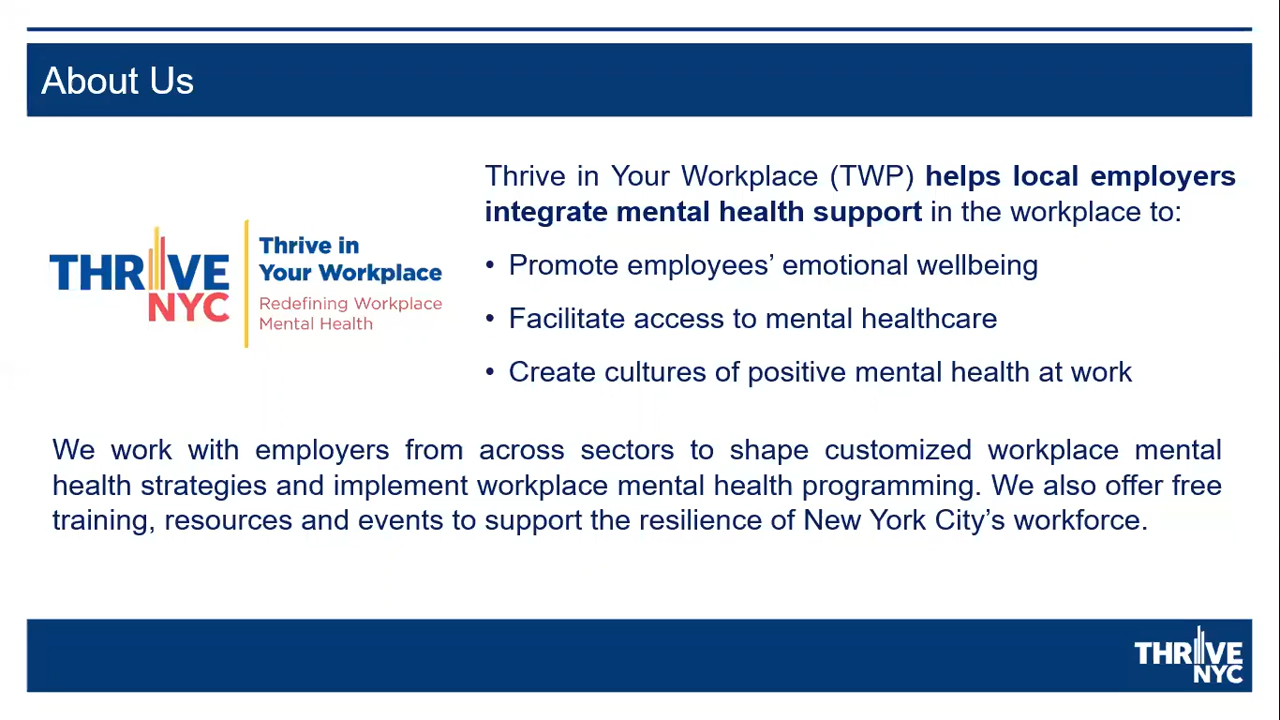 About Us
THRIVE
NYC
Thrive in
Your Workplace
Redefining Workplace
Mental Health
Thrive in Your Workplace (TWP) helps local employers
integrate mental health support in the workplace to:
• Promote employees’ emotional wellbeing
• Facilitate access to mental healthcare
• Create cultures of positive mental health at work
We work with employers from across sectors to shape customized workplace mental
health strategies and implement workplace mental health programming. We also offer free
training, resources and events to support the resilience of New York City’s workforce.
THRIVE
NYC